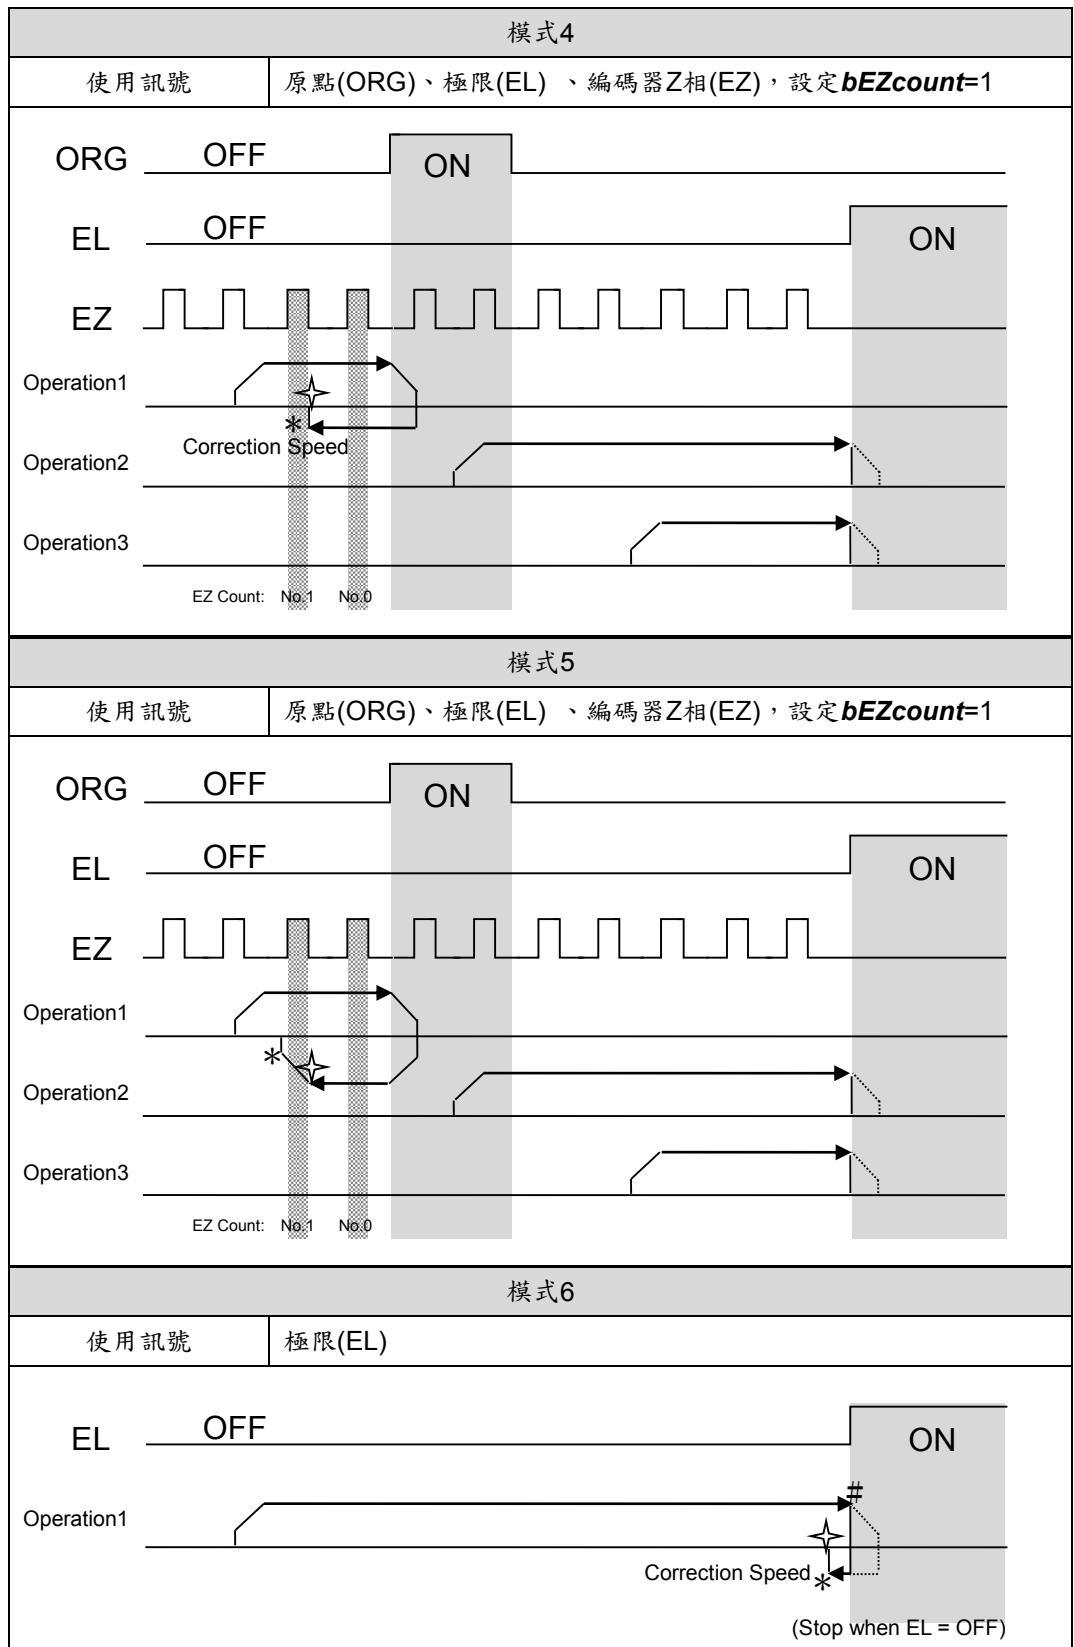 模式4
使用訊號 原點(ORG)、極限(EL) 、編碼器Z相(EZ),設定bEZcount=1
ORG OFF ON
EL OFF ON
EZ
Operation1
*
Correction Speed
Operation2
Operation3
EZ Count: No.1 No.0
模式5
使用訊號 原點(ORG)、極限(EL) 、編碼器Z相(EZ),設定bEZcount=1
ORG OFF ON
EL OFF ON
EZ
Operation1
*
Operation2
Operation3
EZ Count: No.1 No.0
模式6
使用訊號 極限(EL)
EL OFF ON
#
Operation1
Correction Speed *
(Stop when EL = OFF)